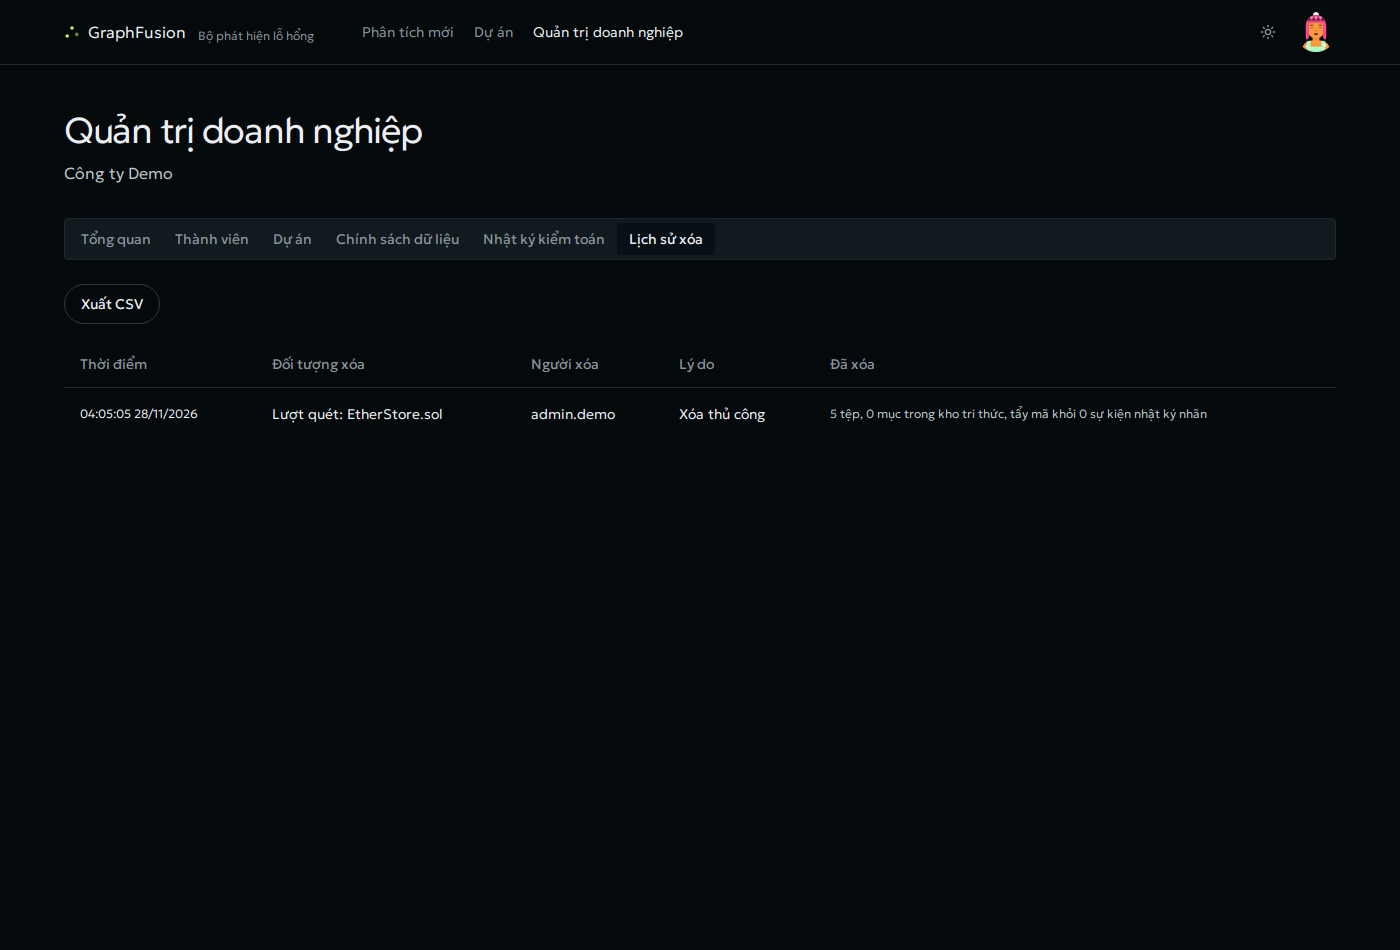 GraphFusion Bộ phát hiện lỗ hổng Phân tích mới Dự án Quản trị doanh nghiệp
Quản trị doanh nghiệp
Công ty Demo
Tổng quan Thành viên Dự án Chính sách dữ liệu Nhật ký kiểm toán Lịch sử xóa
Xuất CSV
Thời điểm Đối tượng xóa Người xóa Lý do Đã xóa
04:05:05 28/11/2026 Lượt quét: EtherStore.sol admin.demo Xóa thủ công 5 tệp, 0 mục trong kho tri thức, tẩy mã khỏi 0 sự kiện nhật ký nhãn